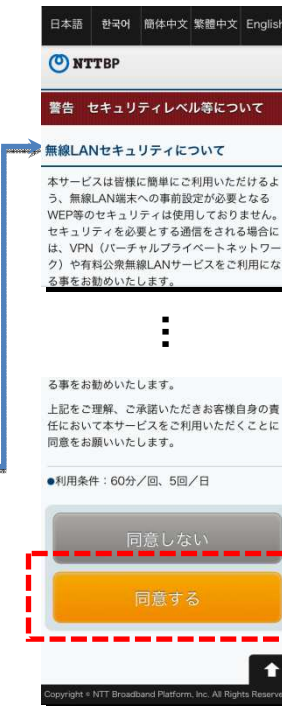 日本語 한국어 簡体中文 繁體中文 English
NTTBP
警告 セキュリティレベル等について
無線LANセキュリティについて
本サービスは皆様に簡単にご利用いただけるよ
う、無線LAN端末への事前設定が必要となる
WEP等のセキュリティは使用しておりません。
セキュリティを必要とする通信をされる場合に
は、VPN（バーチャルプライベートネットワー
ク）や有料公衆無線LANサービスをご利用にな
る事をお勧めいたします。
る事をお勧めいたします。
上記をご理解、ご承諾いただきお客様自身の責
任において本サービスをご利用いただくことに
同意をお願いいたします。
●利用条件：60分／回、5回／日
同意しない
同意する
Copyright © NTT Broadband Platform, Inc. All Rights Reserve